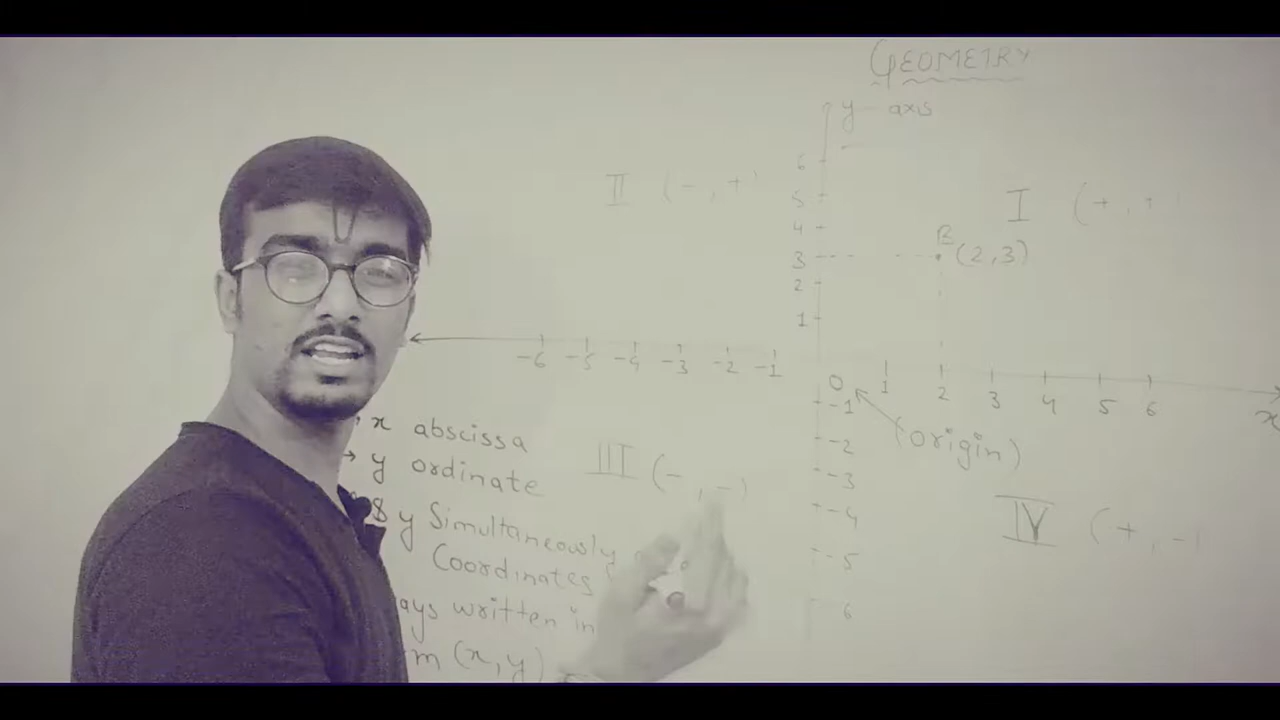 GEOMETRY
y-axis
II (-,+)
I (+,+)
6
5
4
3
2
1
B
(2,3)
-6 -5 -4 -3 -2 -1
O 1 2 3 4 5 6
x
-1
-2
-3
-4
-5
6
(origin)
x abscissa
→ y ordinate
& y Simultaneously
Coordinates
ays written in
m (x,y)
III (-,-)
IV (+,-)